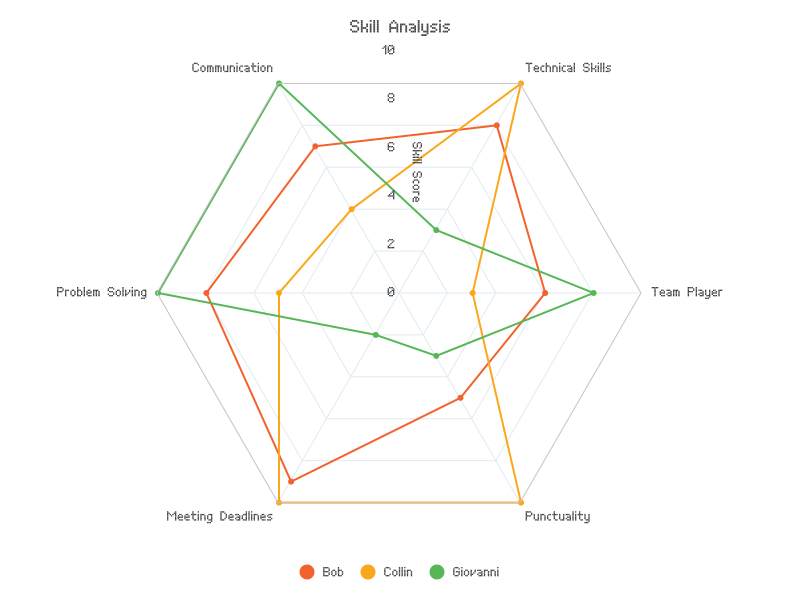 Skill Analysis
10
Communication
Technical Skills
8
6
Skill Score
4
2
Problem Solving
0
Team Player
Meeting Deadlines
Punctuality
Bob
Collin
Giovanni